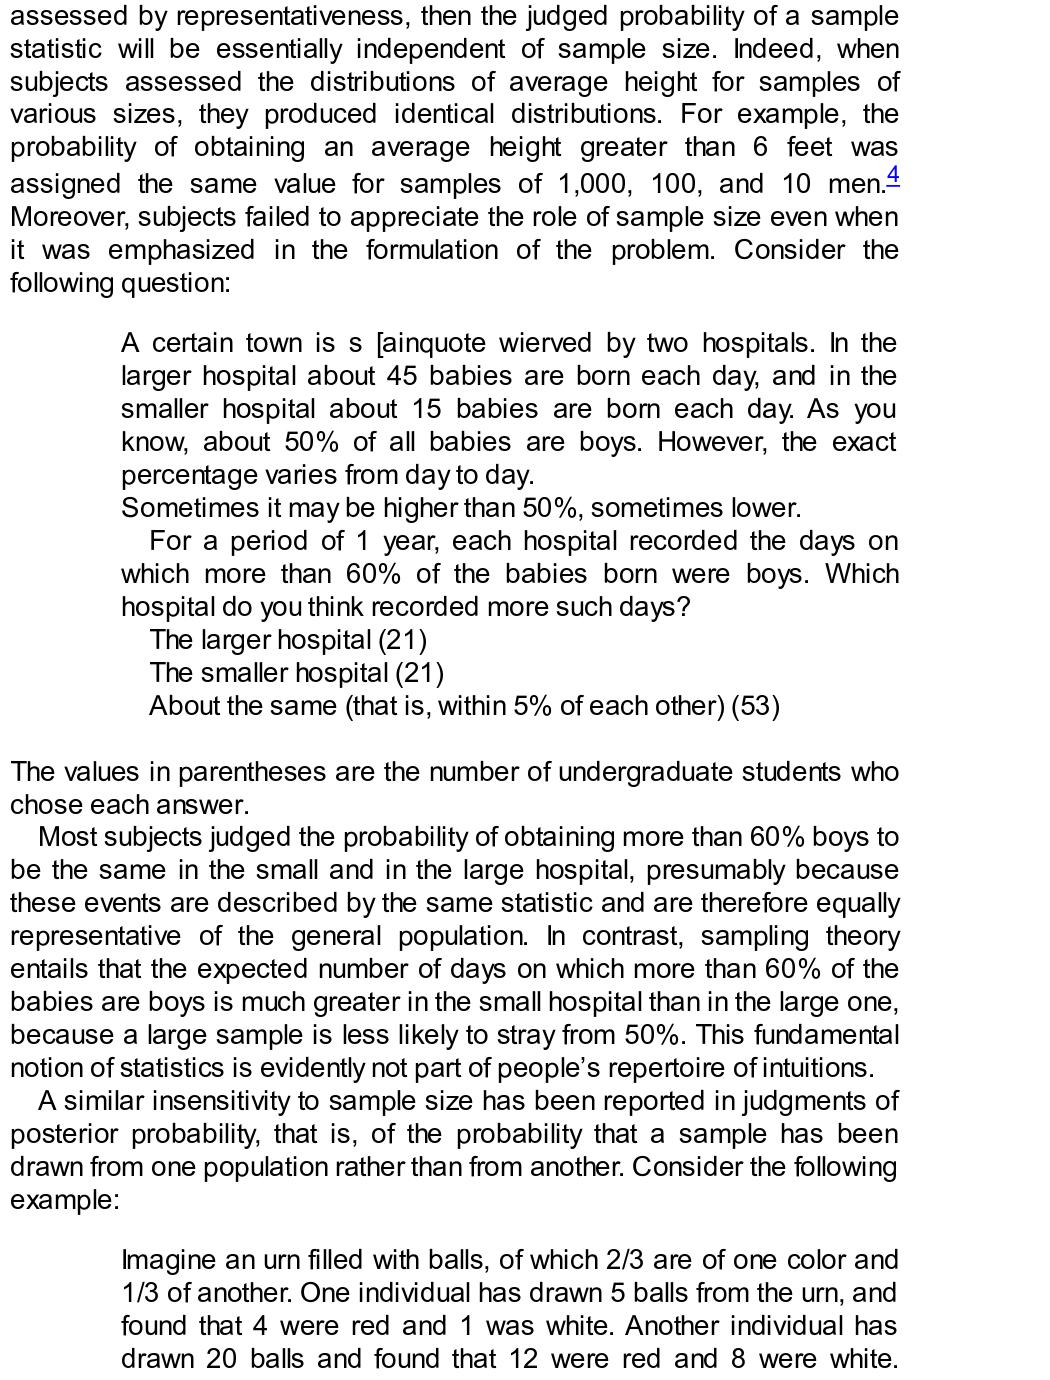 assessed by representativeness, then the judged probability of a sample
statistic will be essentially independent of sample size. Indeed, when
subjects assessed the distributions of average height for samples of
various sizes, they produced identical distributions. For example, the
probability of obtaining an average height greater than 6 feet was
assigned the same value for samples of 1,000, 100, and 10 men.4
Moreover, subjects failed to appreciate the role of sample size even when
it was emphasized in the formulation of the problem. Consider the
following question:
A certain town is s [ainquote wierved by two hospitals. In the
larger hospital about 45 babies are born each day, and in the
smaller hospital about 15 babies are born each day. As you
know, about 50% of all babies are boys. However, the exact
percentage varies from day to day.
Sometimes it may be higher than 50%, sometimes lower.
For a period of 1 year, each hospital recorded the days on
which more than 60% of the babies born were boys. Which
hospital do you think recorded more such days?
The larger hospital (21)
The smaller hospital (21)
About the same (that is, within 5% of each other) (53)
The values in parentheses are the number of undergraduate students who
chose each answer.
Most subjects judged the probability of obtaining more than 60% boys to
be the same in the small and in the large hospital, presumably because
these events are described by the same statistic and are therefore equally
representative of the general population. In contrast, sampling theory
entails that the expected number of days on which more than 60% of the
babies are boys is much greater in the small hospital than in the large one,
because a large sample is less likely to stray from 50%. This fundamental
notion of statistics is evidently not part of people’s repertoire of intuitions.
A similar insensitivity to sample size has been reported in judgments of
posterior probability, that is, of the probability that a sample has been
drawn from one population rather than from another. Consider the following
example:
Imagine an urn filled with balls, of which 2/3 are of one color and
1/3 of another. One individual has drawn 5 balls from the urn, and
found that 4 were red and 1 was white. Another individual has
drawn 20 balls and found that 12 were red and 8 were white.